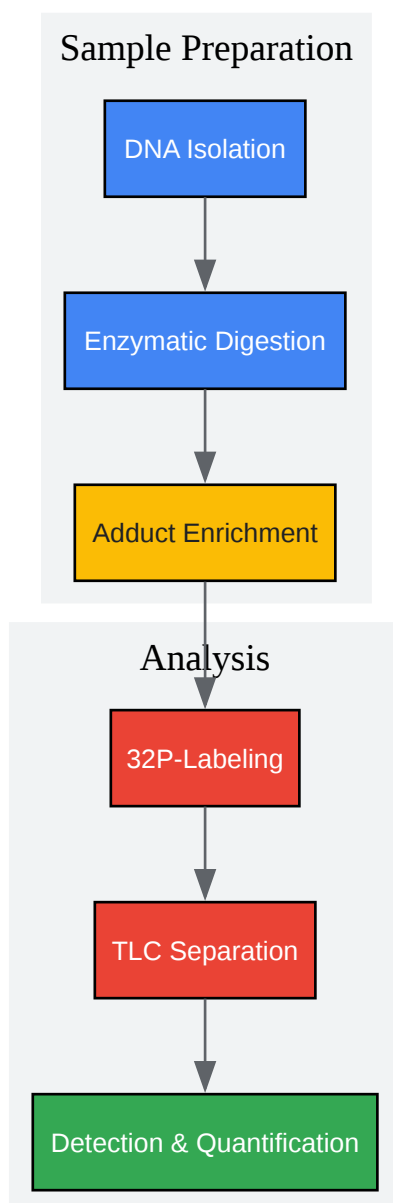 Sample Preparation
DNA Isolation
Enzymatic Digestion
Adduct Enrichment
Analysis
32P-Labeling
TLC Separation
Detection & Quantification